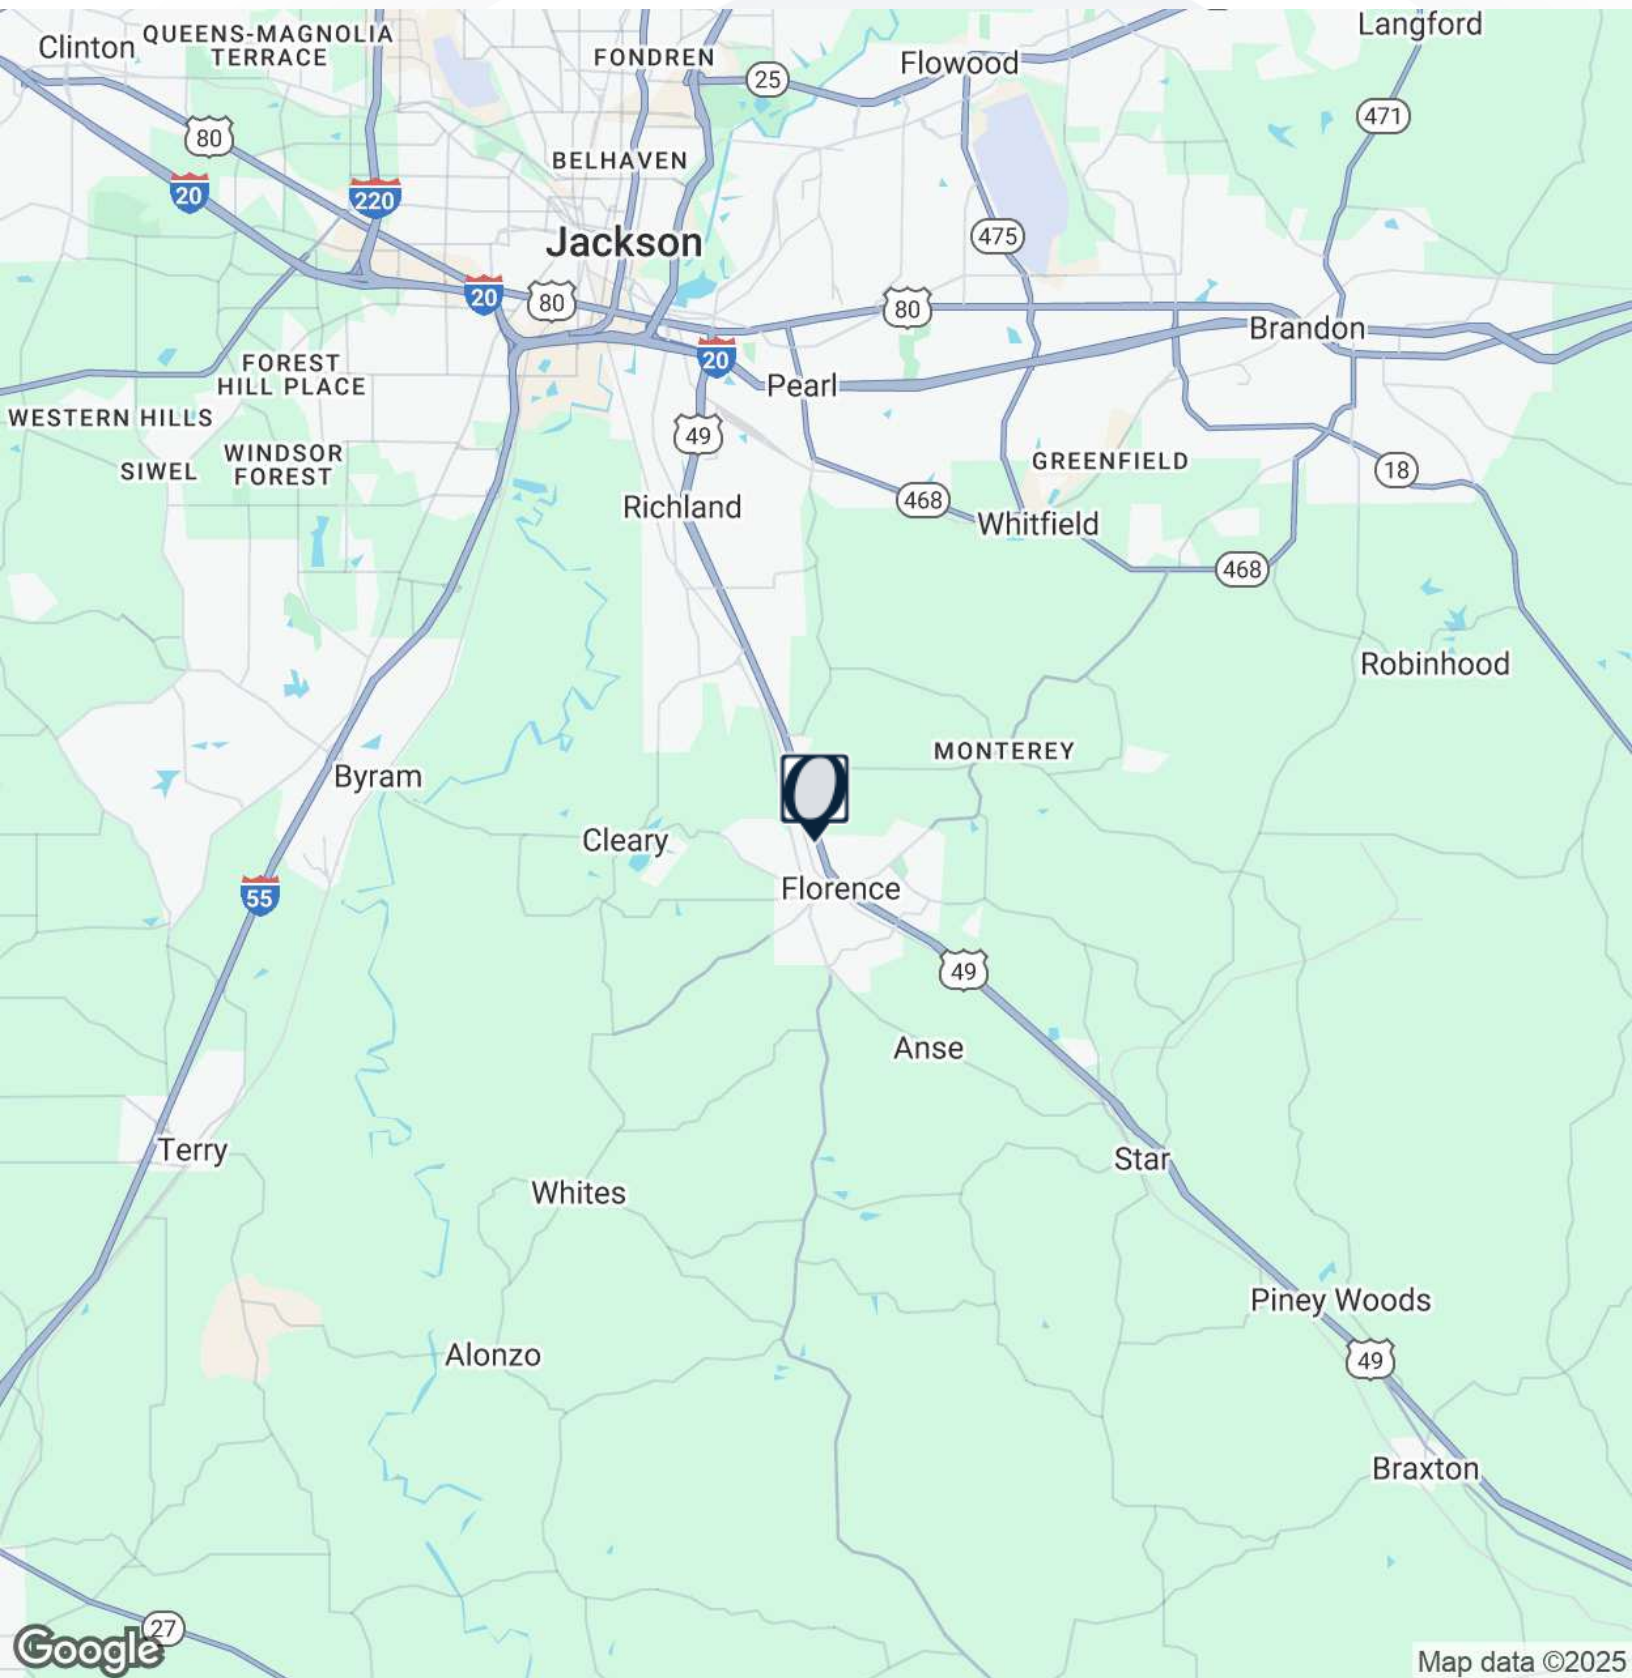 Langford
Clinton
QUEENS-MAGNOLIA
TERRACE
FONDREN
Flowood
25
471
80
BELHAVEN
20
220
475
Jackson
20
80
80
Brandon
20
Pearl
FOREST
HILL PLACE
WESTERN HILLS
49
WINDSOR
FOREST
SIWEL
GREENFIELD
18
468
Richland
Whitfield
468
Robinhood
MONTEREY
Byram
Cleary
55
Florence
49
Anse
Terry
Star
Whites
Piney Woods
Alonzo
49
Braxton
27
Google
Map data ©2025